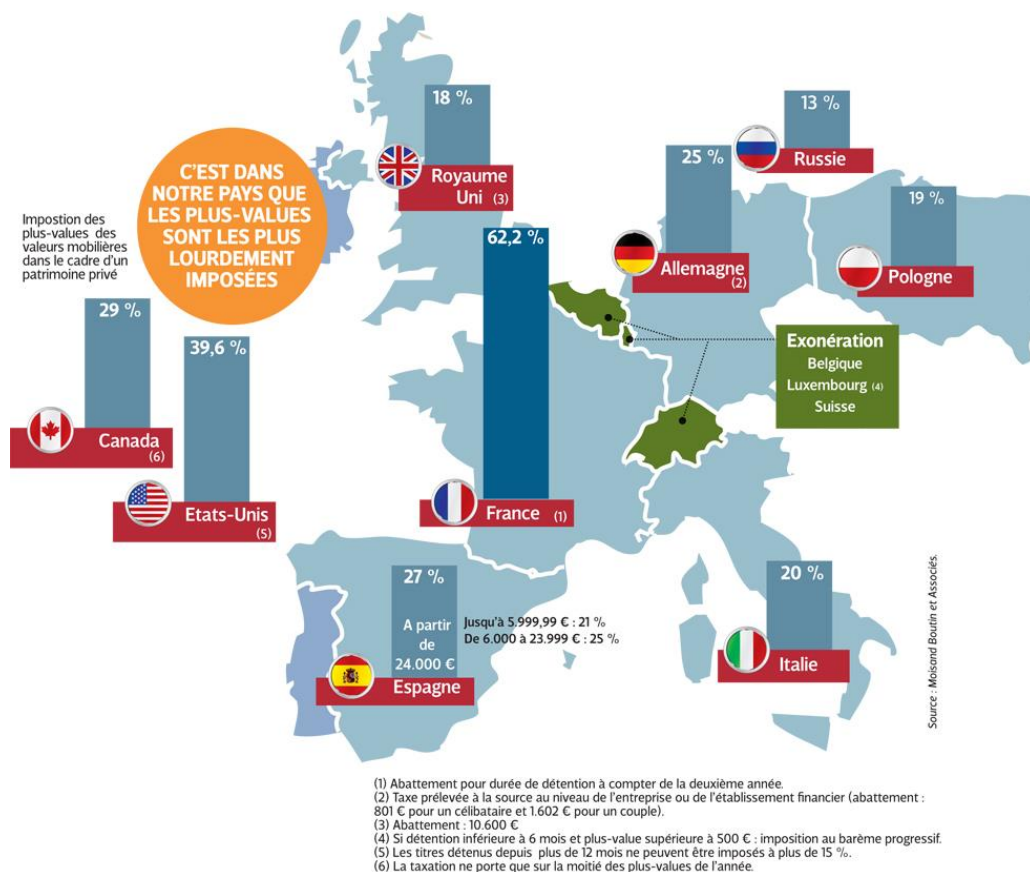 18 %
Royaume
Uni (3)
13 %
Russie
25 %
Allemagne
(2)
19 %
Pologne
C'EST DANS
NOTRE PAYS QUE
LES PLUS-VALUES
SONT LES PLUS
LOURDEMENT
IMPOSÉES
Impostion des
plus-values des
valeurs mobilières
dans le cadre d'un
patrimoine privé
62,2 %
France (1)
29 %
Canada
(6)
39,6 %
Etats-Unis
(5)
Exonération
Belgique
Luxembourg (4)
Suisse
27 %
A partir
de
24.000 €
Espagne
Jusqu'à 5.999,99 € : 21 %
De 6.000 à 23.999 € : 25 %
20 %
Italie
Source : Moisand Boutin et Associés.
(1) Abattement pour durée de détention à compter de la deuxième année.
(2) Taxe prélevée à la source au niveau de l'entreprise ou de l'établissement financier (abattement :
801 € pour un célibataire et 1.602 € pour un couple).
(3) Abattement : 10.600 €
(4) Si détention inférieure à 6 mois et plus-value supérieure à 500 € : imposition au barème progressif.
(5) Les titres détenus depuis plus de 12 mois ne peuvent être imposés à plus de 15 %.
(6) La taxation ne porte que sur la moitié des plus-values de l'année.